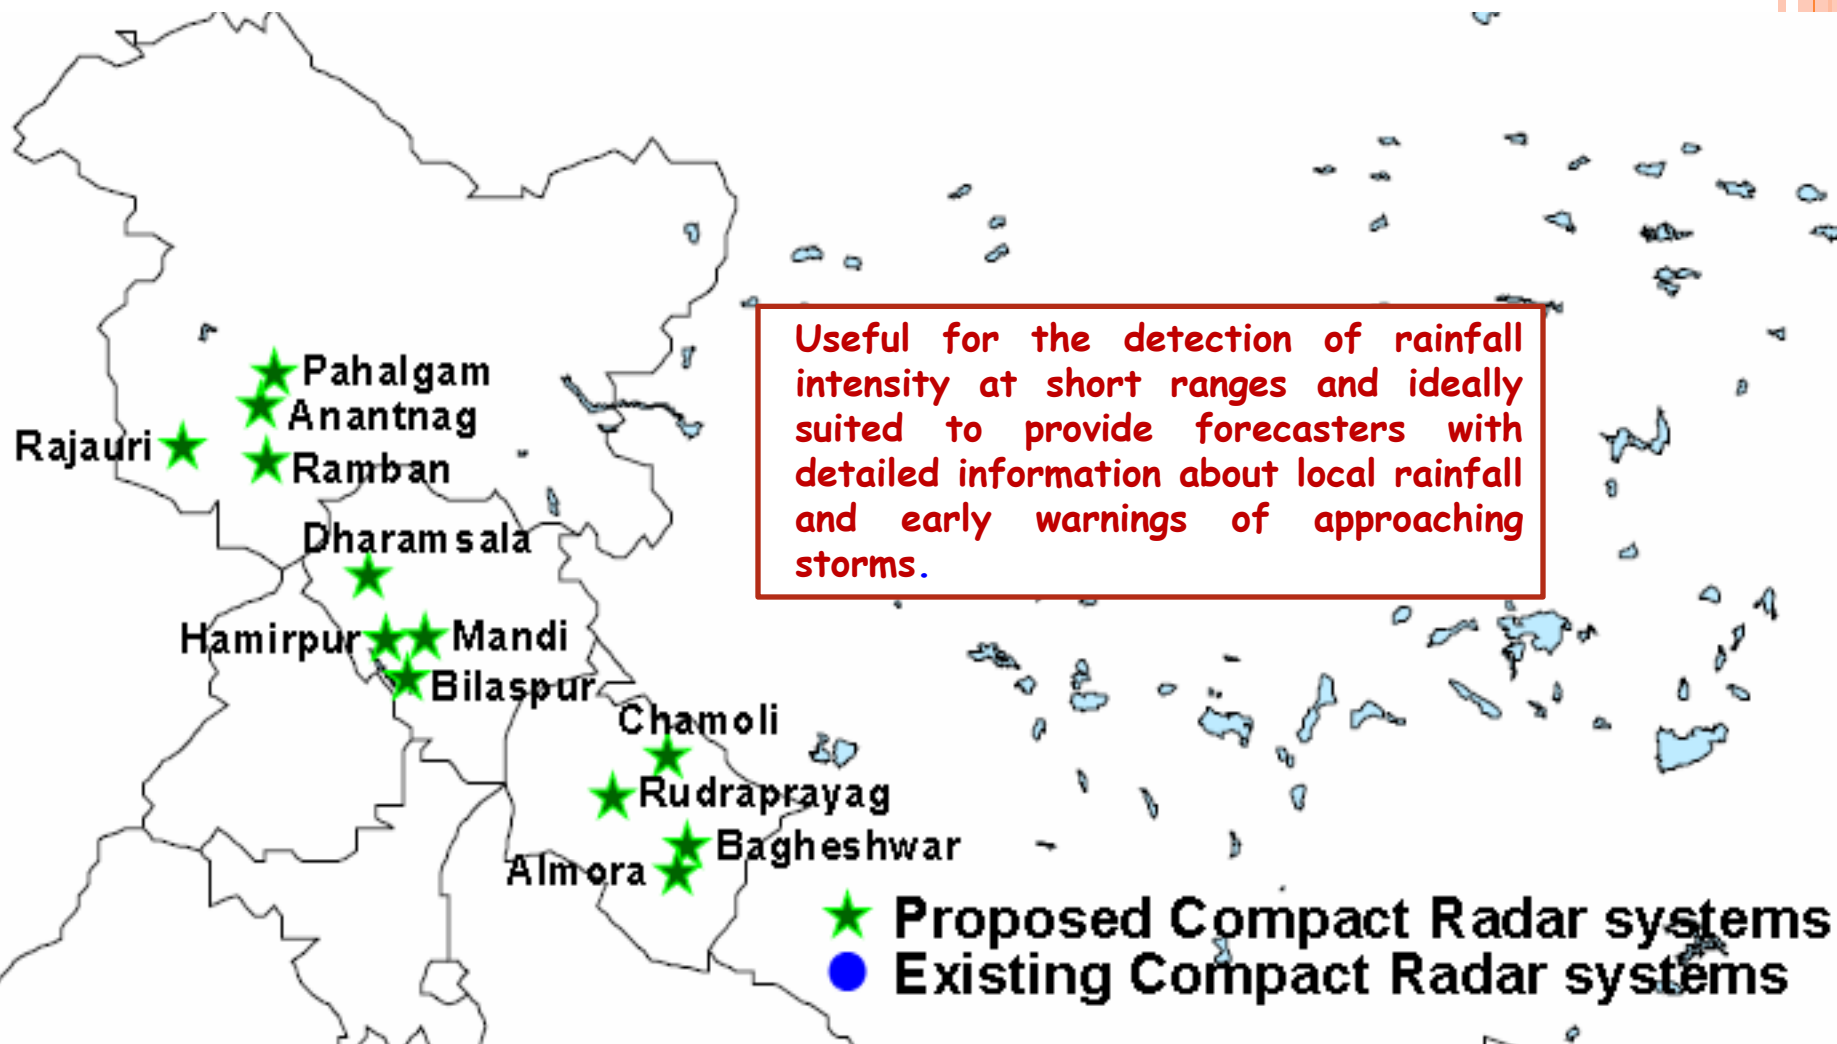 Pahalgam
Anantnag
Rajauri
Ramban
Dharamsala
Hamirpur
Mandi
Bilaspur
Chamoli
Rudraprayag
Bagheshwar
Almora
Useful for the detection of rainfall
intensity at short ranges and ideally
suited to provide forecasters with
detailed information about local rainfall
and early warnings of approaching
storms.
Proposed Compact Radar systems
Existing Compact Radar systems